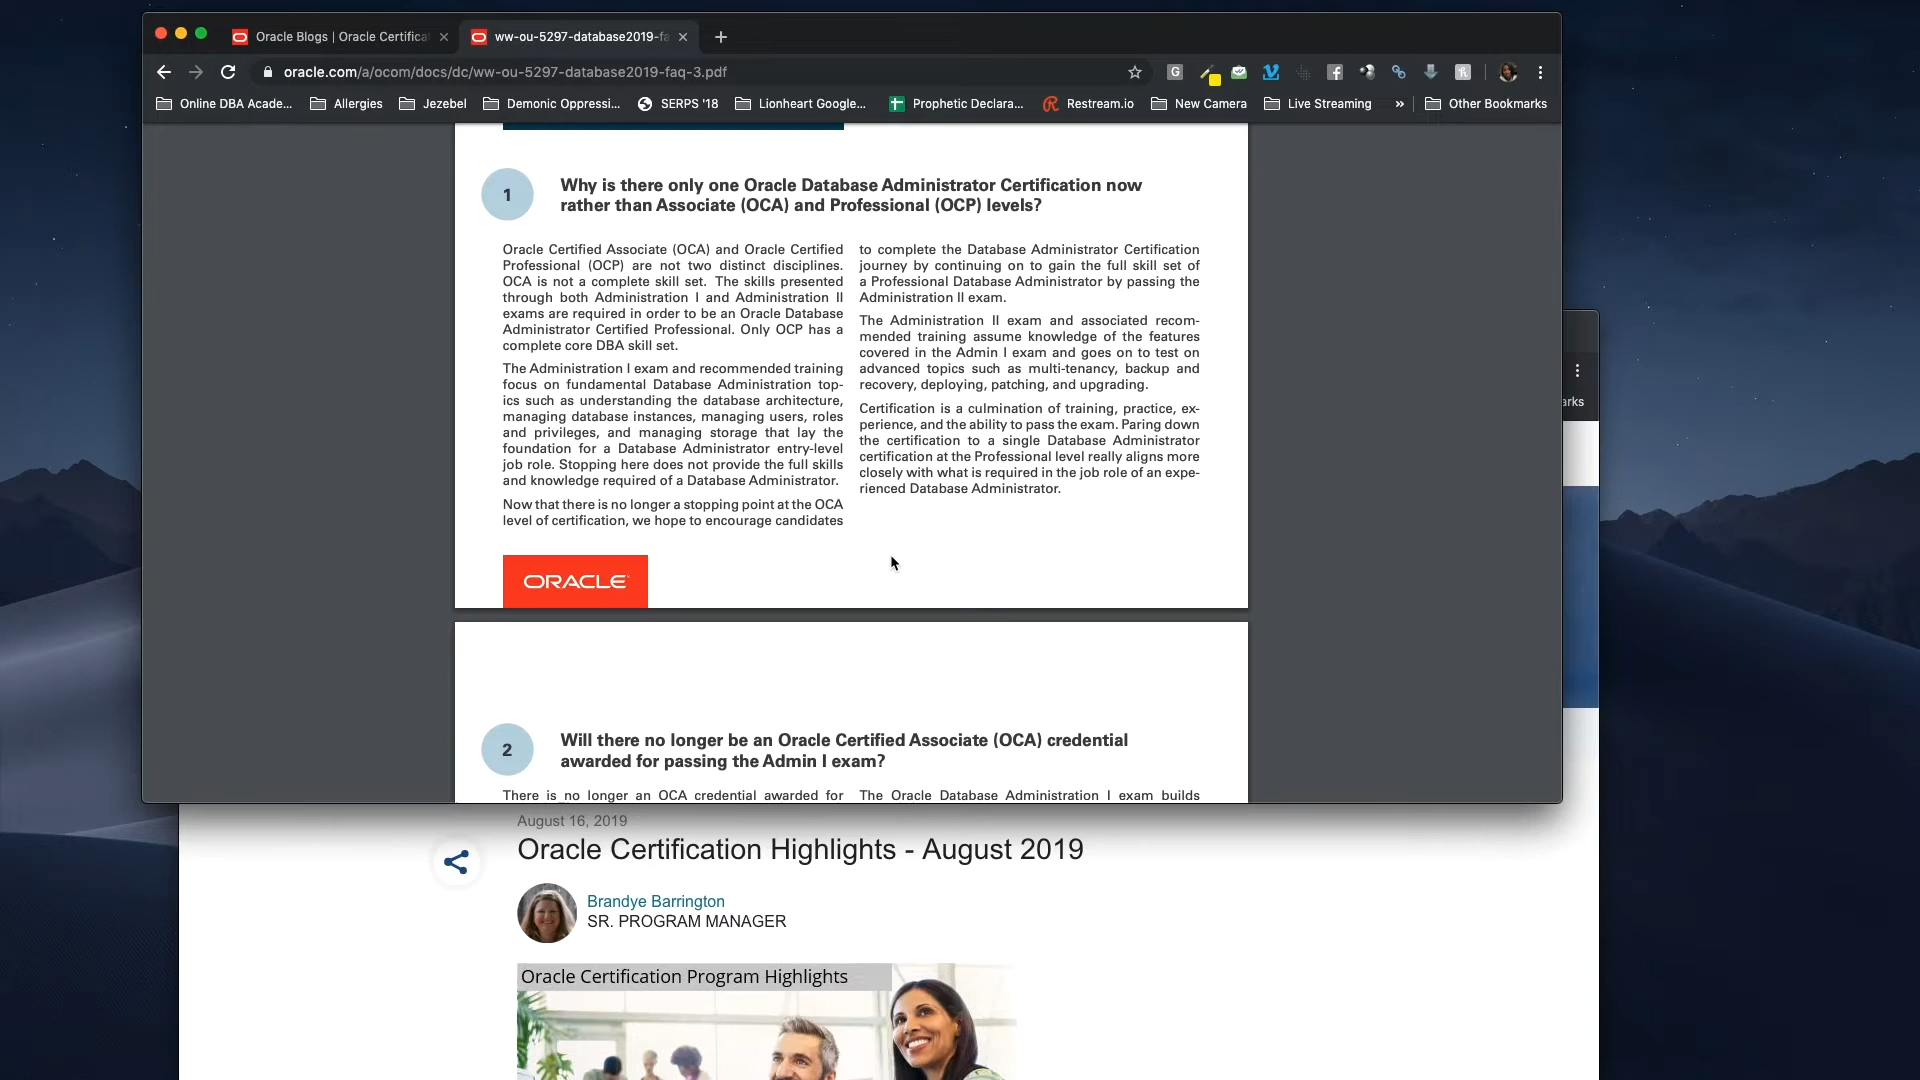 Oracle Blogs | Oracle Certifica
ww-ou-5297-database2019-fa
oracle.com/a/ocom/docs/dc/ww-ou-5297-database2019-faq-3.pdf
Online DBA Acade...
Allergies
Jezebel
Demonic Oppressi...
SERPS '18
Lionheart Google...
Prophetic Declara...
Restream.io
New Camera
Live Streaming
»
Other Bookmarks
1
Why is there only one Oracle Database Administrator Certification now
rather than Associate (OCA) and Professional (OCP) levels?
Oracle Certified Associate (OCA) and Oracle Certified
Professional (OCP) are not two distinct disciplines.
OCA is not a complete skill set. The skills presented
through both Administration I and Administration II
exams are required in order to be an Oracle Database
Administrator Certified Professional. Only OCP has a
complete core DBA skill set.
The Administration I exam and recommended training
focus on fundamental Database Administration top-
ics such as understanding the database architecture,
managing database instances, managing users, roles
and privileges, and managing storage that lay the
foundation for a Database Administrator entry-level
job role. Stopping here does not provide the full skills
and knowledge required of a Database Administrator.
Now that there is no longer a stopping point at the OCA
level of certification, we hope to encourage candidates
to complete the Database Administrator Certification
journey by continuing on to gain the full skill set of
a Professional Database Administrator by passing the
Administration II exam.
The Administration II exam and associated recom-
mended training assume knowledge of the features
covered in the Admin I exam and goes on to test on
advanced topics such as multi-tenancy, backup and
recovery, deploying, patching, and upgrading.
Certification is a culmination of training, practice, ex-
perience, and the ability to pass the exam. Paring down
the certification to a single Database Administrator
certification at the Professional level really aligns more
closely with what is required in the job role of an expe-
rienced Database Administrator.
ORACLE
arks
2
Will there no longer be an Oracle Certified Associate (OCA) credential
awarded for passing the Admin I exam?
There is no longer an OCA credential awarded for
The Oracle Database Administration I exam builds
August 16, 2019
Oracle Certification Highlights - August 2019
Brandye Barrington
SR. PROGRAM MANAGER
Oracle Certification Program Highlights